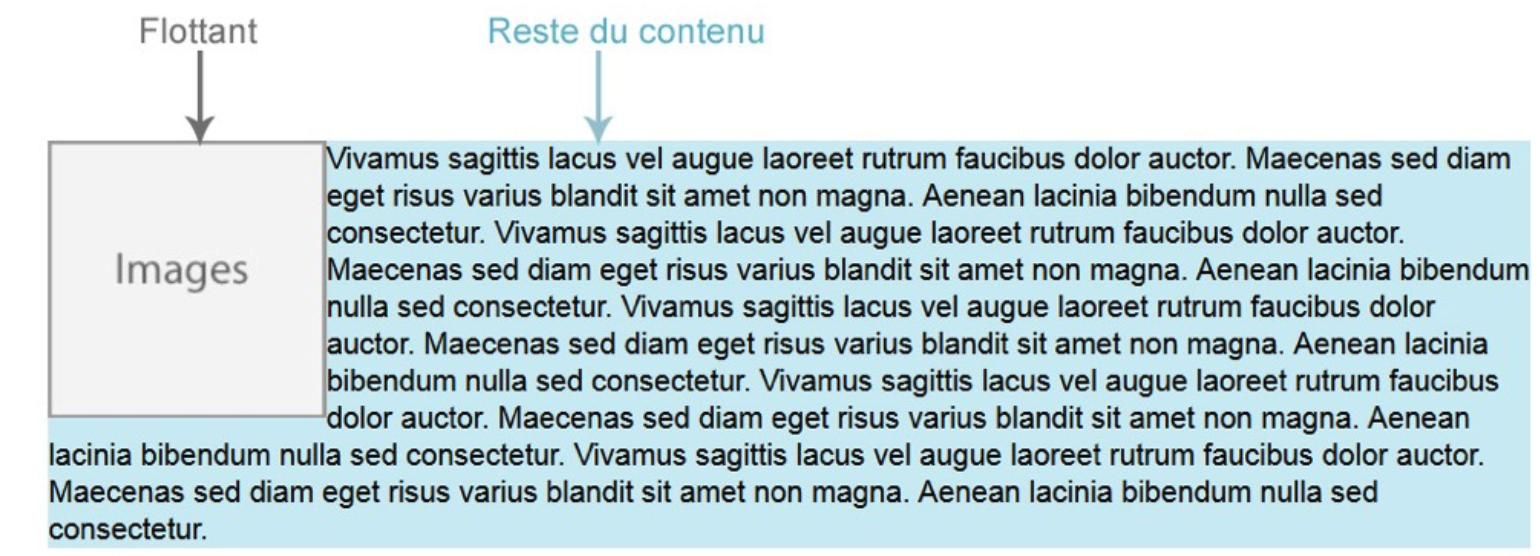 Flottant
Reste du contenu
Images
Vivamus sagittis lacus vel augue laoreet rutrum faucibus dolor auctor. Maecenas sed diam
eget risus varius blandit sit amet non magna. Aenean lacinia bibendum nulla sed
consectetur. Vivamus sagittis lacus vel augue laoreet rutrum faucibus dolor auctor.
Maecenas sed diam eget risus varius blandit sit amet non magna. Aenean lacinia bibendum
nulla sed consectetur. Vivamus sagittis lacus vel augue laoreet rutrum faucibus dolor
auctor. Maecenas sed diam eget risus varius blandit sit amet non magna. Aenean lacinia
bibendum nulla sed consectetur. Vivamus sagittis lacus vel augue laoreet rutrum faucibus
dolor auctor. Maecenas sed diam eget risus varius blandit sit amet non magna. Aenean
lacinia bibendum nulla sed consectetur. Vivamus sagittis lacus vel augue laoreet rutrum faucibus dolor auctor.
Maecenas sed diam eget risus varius blandit sit amet non magna. Aenean lacinia bibendum nulla sed
consectetur.